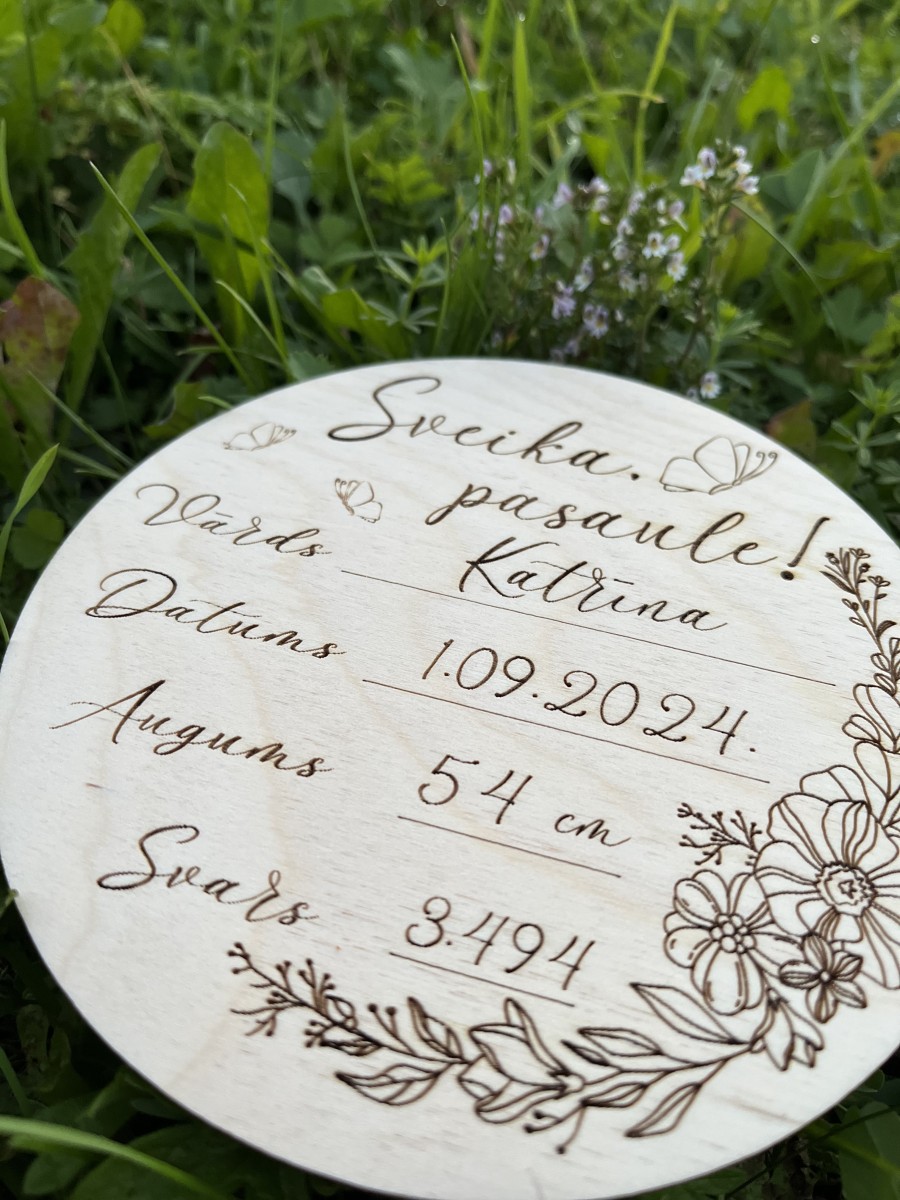 Sveika.
pasaule!
Vārds Katrīna
Datums 1.09.2024.
Augums 54 cm
Svars 3.494